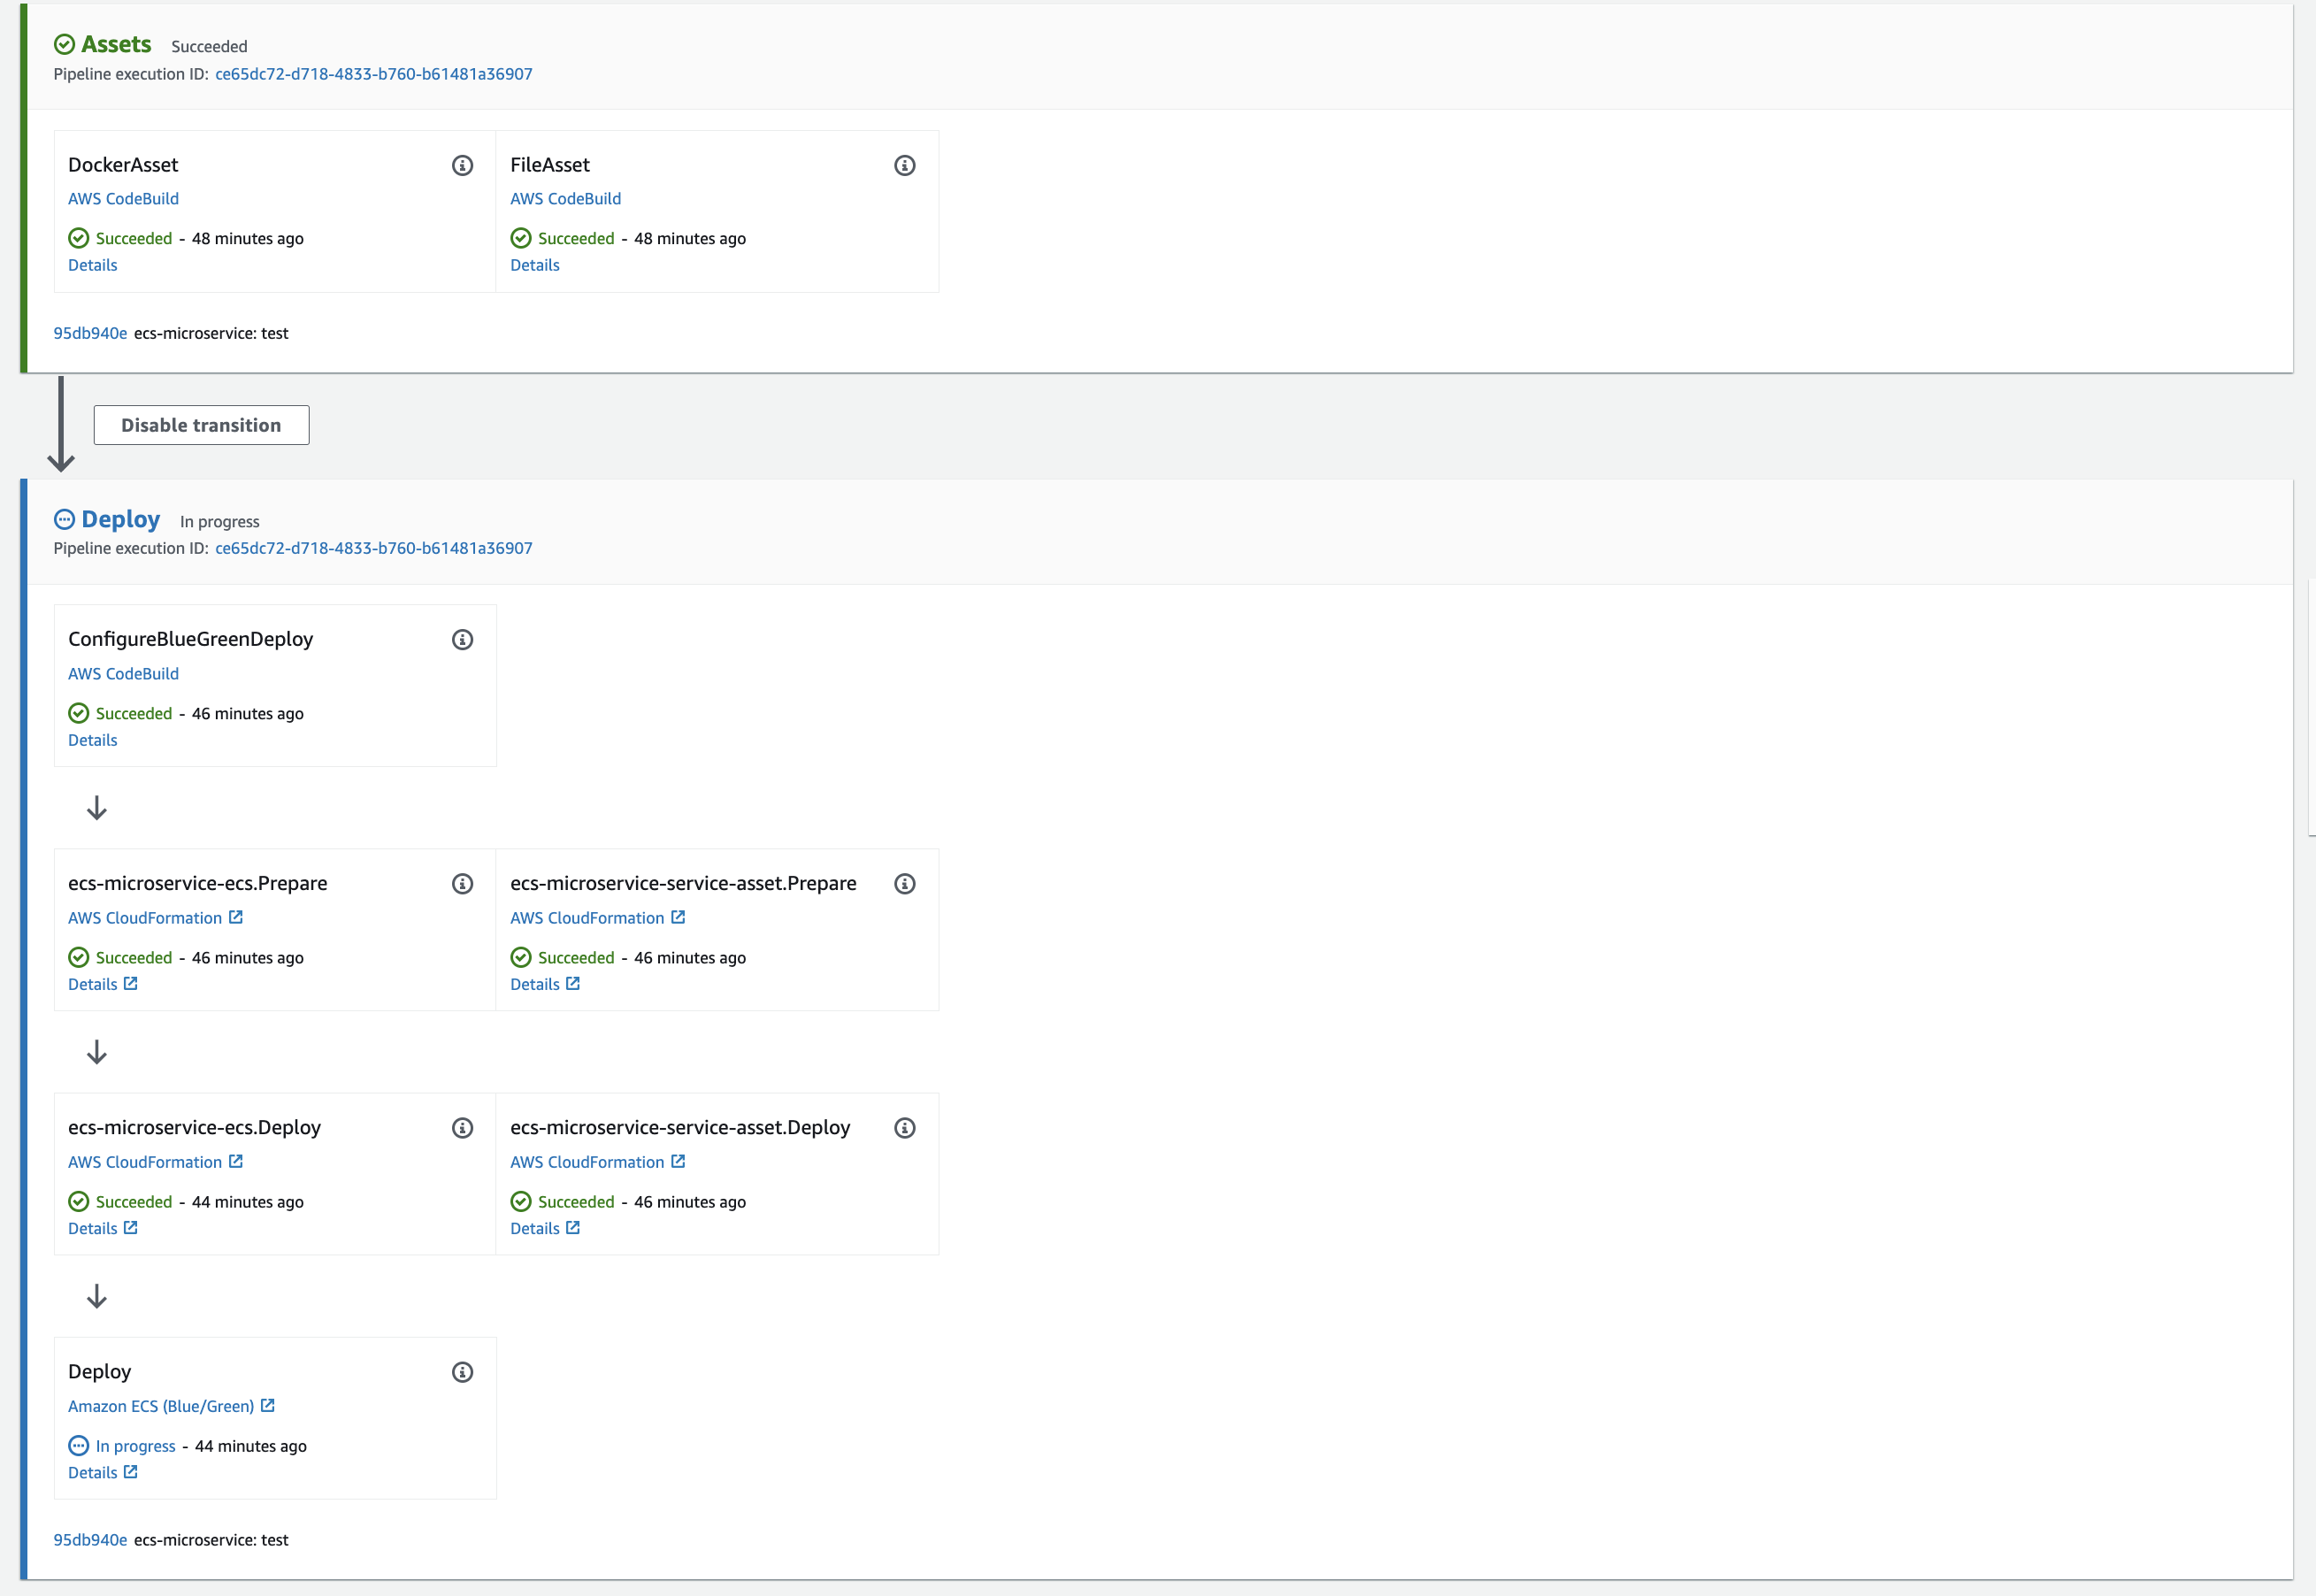 Assets Succeeded
Pipeline execution ID: ce65dc72-d718-4833-b760-b61481a36907
DockerAsset
AWS CodeBuild
Succeeded - 48 minutes ago
Details
FileAsset
AWS CodeBuild
Succeeded - 48 minutes ago
Details
95db940e ecs-microservice: test
Disable transition
Deploy In progress
Pipeline execution ID: ce65dc72-d718-4833-b760-b61481a36907
ConfigureBlueGreenDeploy
AWS CodeBuild
Succeeded - 46 minutes ago
Details
ecs-microservice-ecs.Prepare
AWS CloudFormation
Succeeded - 46 minutes ago
Details
ecs-microservice-service-asset.Prepare
AWS CloudFormation
Succeeded - 46 minutes ago
Details
ecs-microservice-ecs.Deploy
AWS CloudFormation
Succeeded - 44 minutes ago
Details
ecs-microservice-service-asset.Deploy
AWS CloudFormation
Succeeded - 46 minutes ago
Details
Deploy
Amazon ECS (Blue/Green)
In progress - 44 minutes ago
Details
95db940e ecs-microservice: test